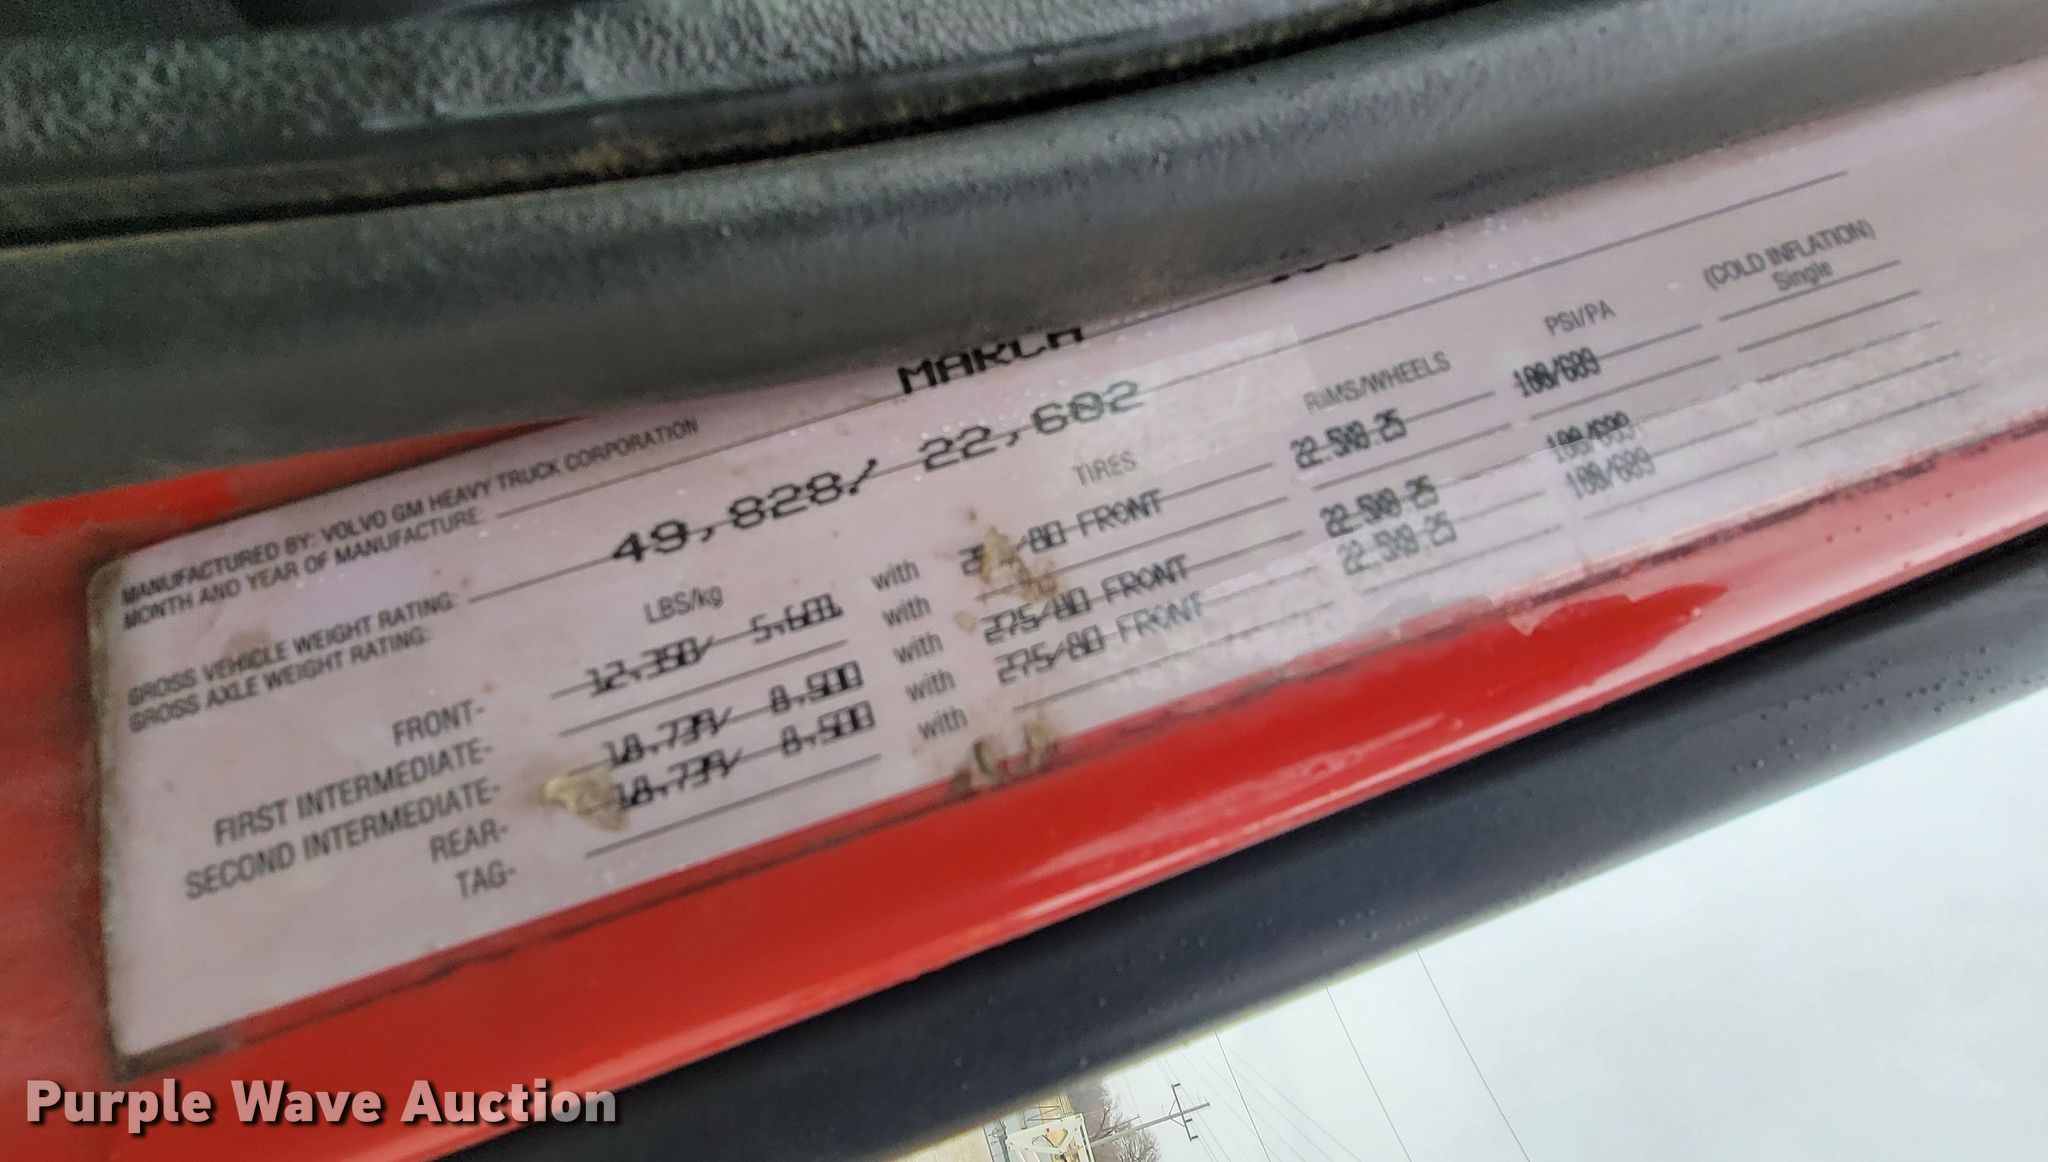 MANUFACTURED BY: VOLVO GM HEAVY TRUCK CORPORATION
MONTH AND YEAR OF MANUFACTURE MARCH
GROSS VEHICLE WEIGHT RATING: 49,828/ 22,602
GROSS AXLE WEIGHT RATING:
LBS/kg TIRES RIMS/WHEELS PSI/PA (COLD INFLATION)
Single
FRONT- 12,350/ 5,601 with /80 FRONT 22.5X8.25 100/689
FIRST INTERMEDIATE- with
SECOND INTERMEDIATE- 18,739/ 8,500 with 275/80 FRONT 22.5X8.25 100/689
REAR- 18,739/ 8,500 with 275/80 FRONT 22.5X8.25 100/689
TAG- with
Purple Wave Auction